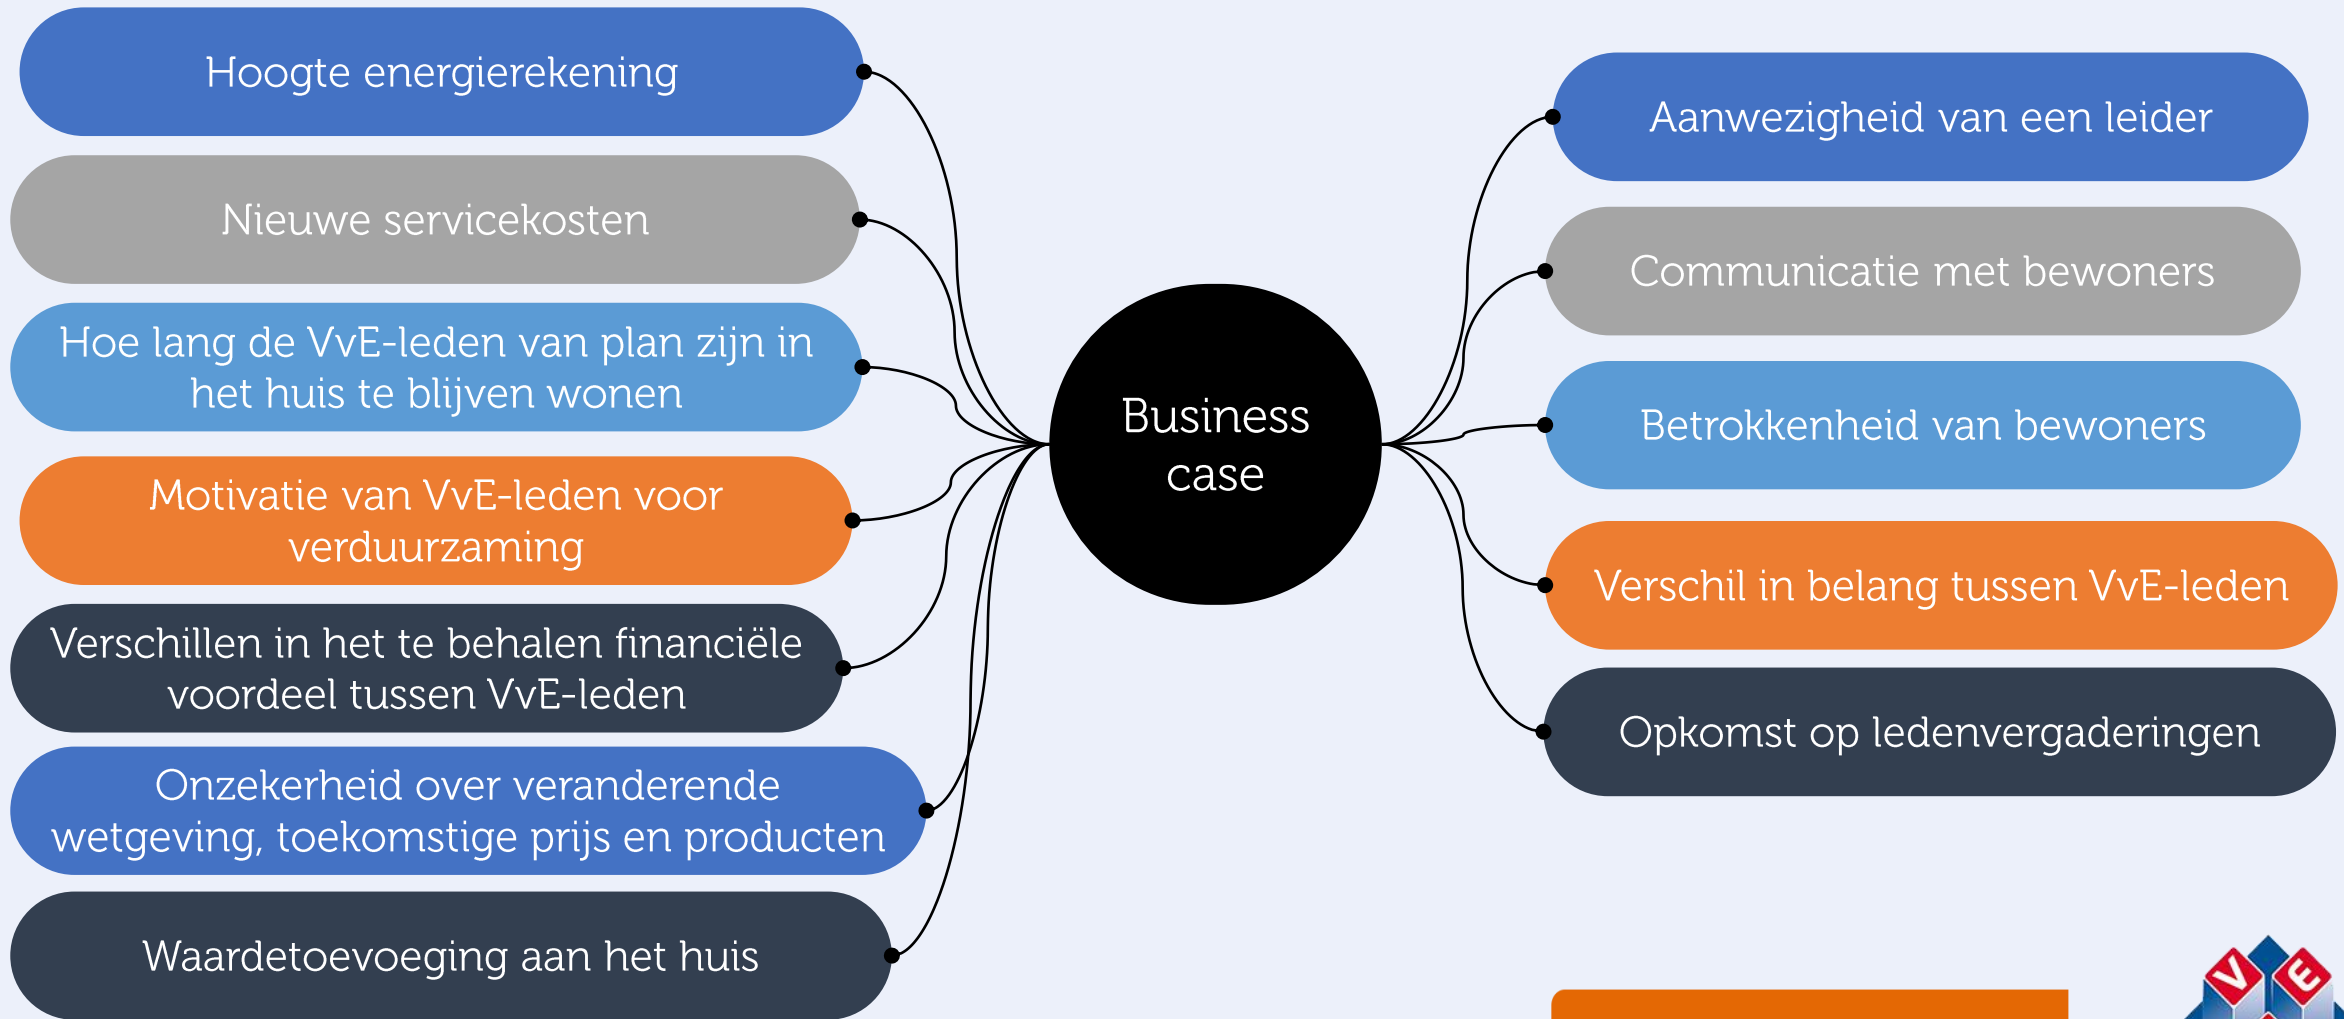 Hoogte energierekening
Nieuwe servicekosten
Hoe lang de VvE-leden van plan zijn in
het huis te blijven wonen
Motivatie van VvE-leden voor
verduurzaming
Verschillen in het te behalen financiële
voordeel tussen VvE-leden
Onzekerheid over veranderende
wetgeving, toekomstige prijs en producten
Waardetoevoeging aan het huis
Business
case
Aanwezigheid van een leider
Communicatie met bewoners
Betrokkenheid van bewoners
Verschil in belang tussen VvE-leden
Opkomst op ledenvergaderingen
V E